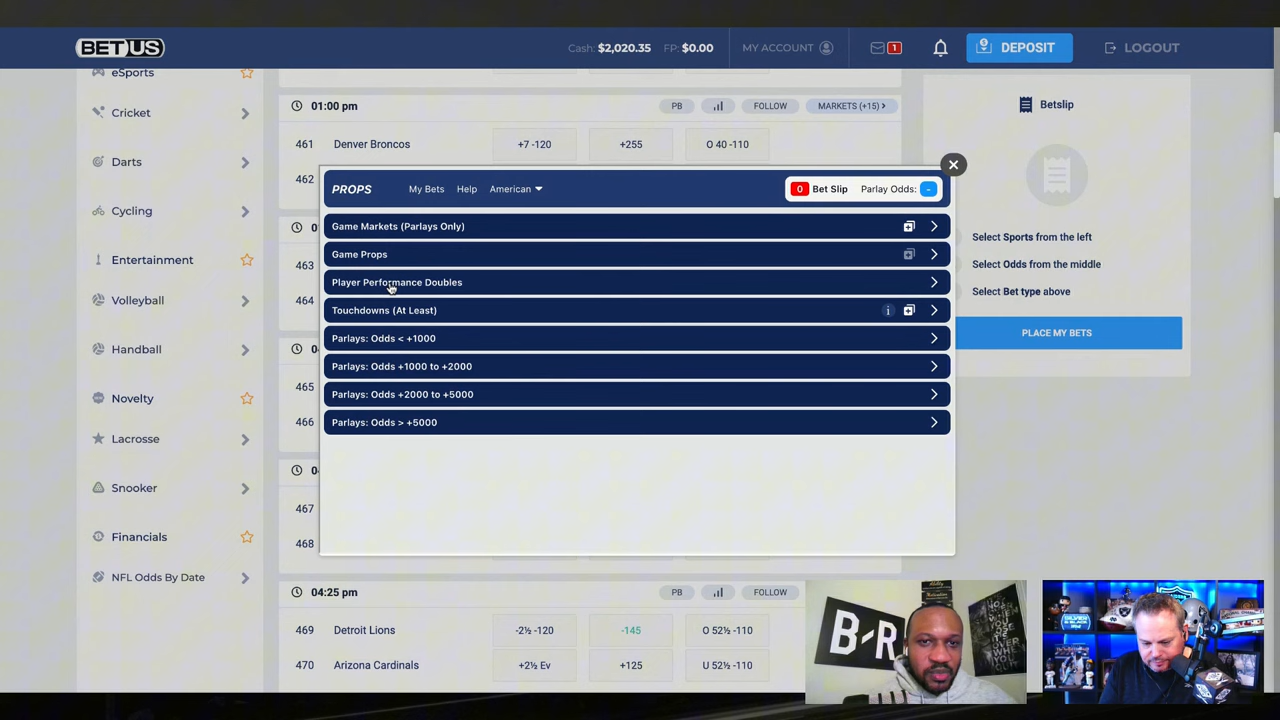 BETUS
Cash: $2,020.35 FP: $0.00 MY ACCOUNT 1 DEPOSIT LOGOUT
eSports
Cricket
Darts
Cycling
Entertainment
Volleyball
Handball
Novelty
Lacrosse
Snooker
Financials
NFL Odds By Date
01:00 pm PB FOLLOW MARKETS (+15)
461 Denver Broncos +7 -120 +255 O 40 -110
462
463
464
465
466
467
468
PROPS My Bets Help American 0 Bet Slip Parlay Odds: -
Game Markets (Parlays Only)
Game Props
Player Performance Doubles
Touchdowns (At Least) i
Parlays: Odds < +1000
Parlays: Odds +1000 to +2000
Parlays: Odds +2000 to +5000
Parlays: Odds > +5000
04:25 pm PB FOLLOW
469 Detroit Lions -2½ -120 -145 O 52½ -110
470 Arizona Cardinals +2½ Ev +125 U 52½ -110
Betslip
Select Sports from the left
Select Odds from the middle
Select Bet type above
PLACE MY BETS
B-R
SILVER
BLACK